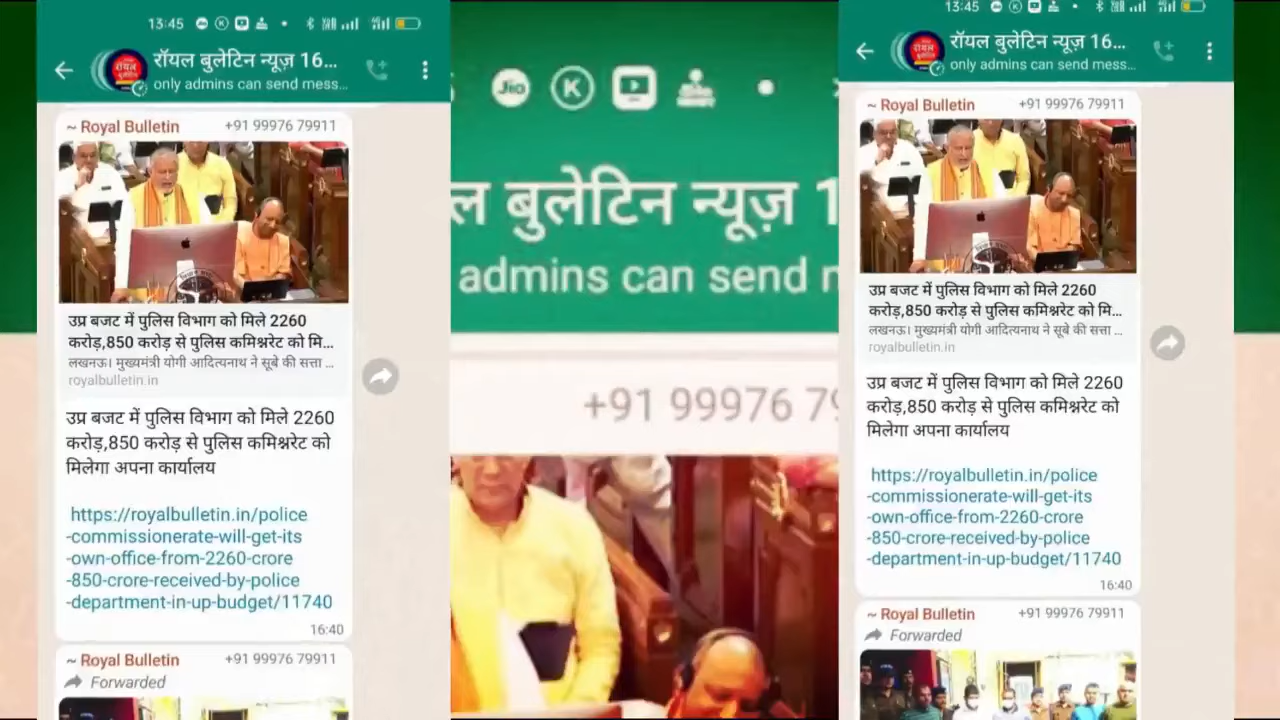 13:45
रॉयल बुलेटिन न्यूज़ 16...
only admins can send mess...
~ Royal Bulletin +91 99976 79911
उप्र बजट में पुलिस विभाग को मिले 2260
करोड़,850 करोड़ से पुलिस कमिश्नरेट को मि...
लखनऊ। मुख्यमंत्री योगी आदित्यनाथ ने सूबे की सत्ता ...
royalbulletin.in
उप्र बजट में पुलिस विभाग को मिले 2260
करोड़,850 करोड़ से पुलिस कमिश्नरेट को
मिलेगा अपना कार्यालय
https://royalbulletin.in/police
-commissionerate-will-get-its
-own-office-from-2260-crore
-850-crore-received-by-police
-department-in-up-budget/11740
16:40
~ Royal Bulletin +91 99976 79911
Forwarded
Jio K
ल बुलेटिन न्यूज़ 1
admins can send
+91 99976 79
13:45
रॉयल बुलेटिन न्यूज़ 16...
only admins can send mess...
~ Royal Bulletin +91 99976 79911
उप्र बजट में पुलिस विभाग को मिले 2260
करोड़,850 करोड़ से पुलिस कमिश्नरेट को मि...
लखनऊ। मुख्यमंत्री योगी आदित्यनाथ ने सूबे की सत्ता ...
royalbulletin.in
उप्र बजट में पुलिस विभाग को मिले 2260
करोड़,850 करोड़ से पुलिस कमिश्नरेट को
मिलेगा अपना कार्यालय
https://royalbulletin.in/police
-commissionerate-will-get-its
-own-office-from-2260-crore
-850-crore-received-by-police
-department-in-up-budget/11740
16:40
~ Royal Bulletin +91 99976 79911
Forwarded